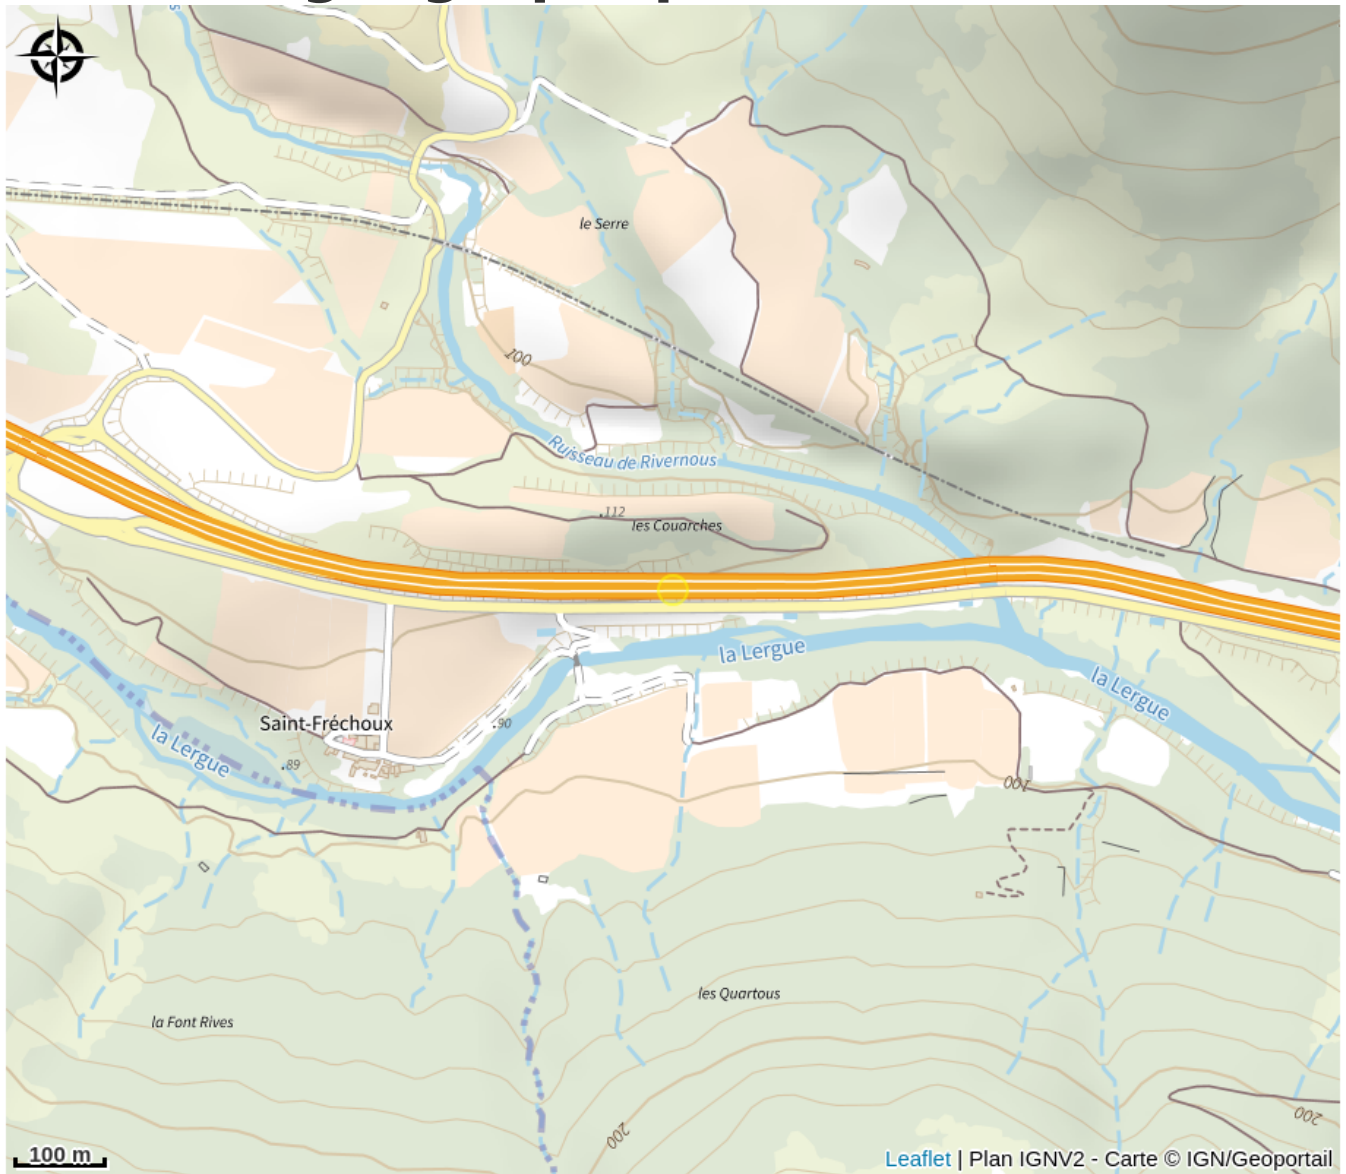 le Serre
100
Ruisseau de Rivernous
.112
les Couarches
la Lergue
la Lergue
Saint-Fréchoux
.90
la Lergue
.89
100
les Quartous
la Font Rives
200
200
100 m
Leaflet | Plan IGNV2 - Carte © IGN/Geoportail